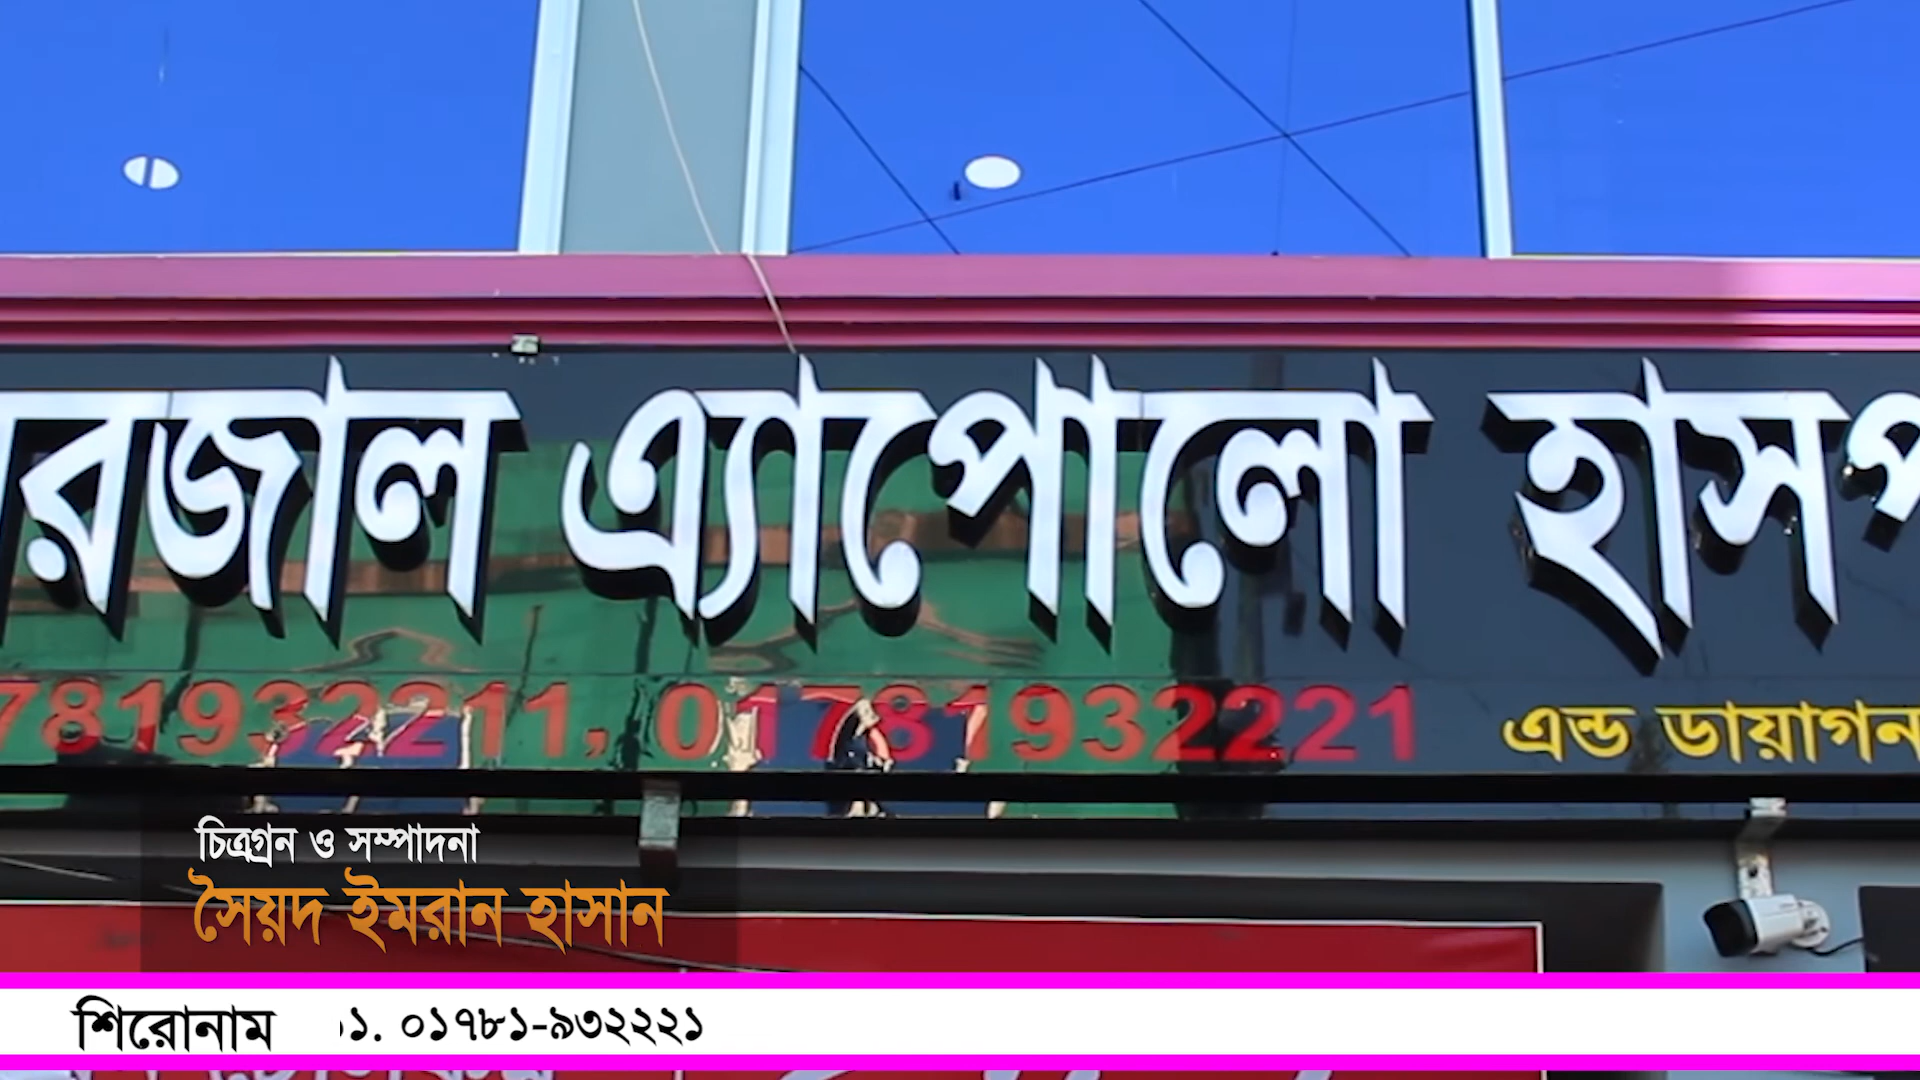 রজাল এ্যাপোলো হাসপ
781932211, 01781932221
এন্ড ডায়াগন
চিত্রগ্রন ও সম্পাদনা
সৈয়দ ইমরান হাসান
শিরোনাম ১. ০১৭৮১-৯৩২২২১